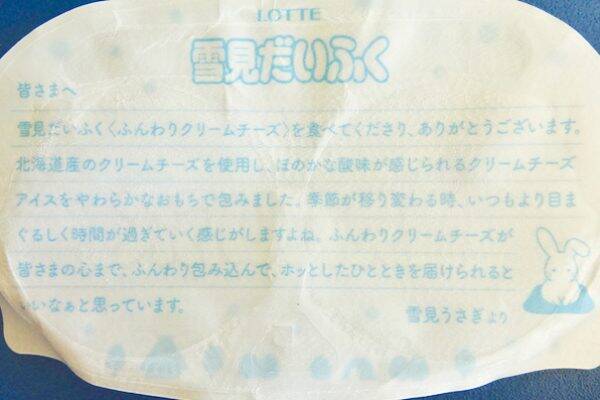 LOTTE
雪見だいふく
皆さまへ
雪見だいふく〈ふんわりクリームチーズ〉を食べてくださり、ありがとうございます。
北海道産のクリームチーズを使用し、ほのかな酸味が感じられるクリームチーズ
アイスをやわらかなおもちで包みました。季節が移り変わる時、いつもより目ま
ぐるしく時間が過ぎていく感じがしますよね。ふんわりクリームチーズが
皆さまの心まで、ふんわり包み込んで、ホッとしたひとときを届けられると
いいなぁと思っています。
雪見うさぎより